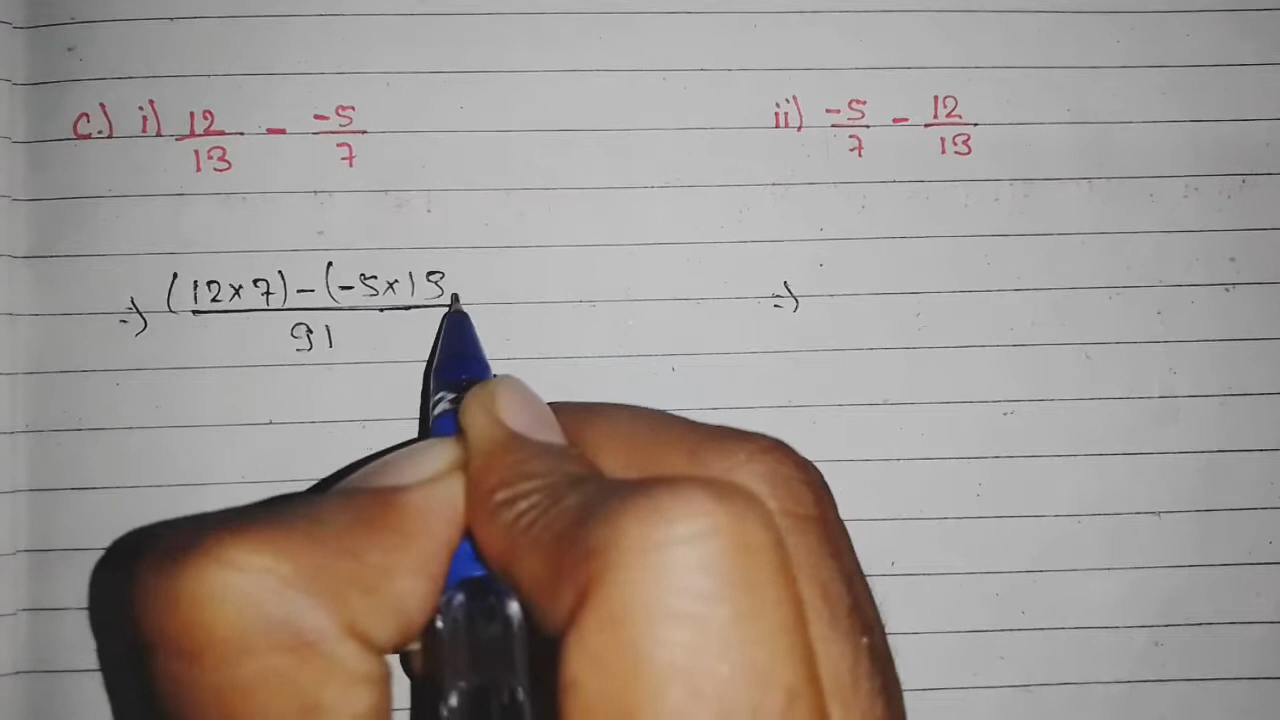 c.) i) 12/13 - -5/7
ii) -5/7 - 12/13
⇒ (12×7)-(-5×13
91
⇒